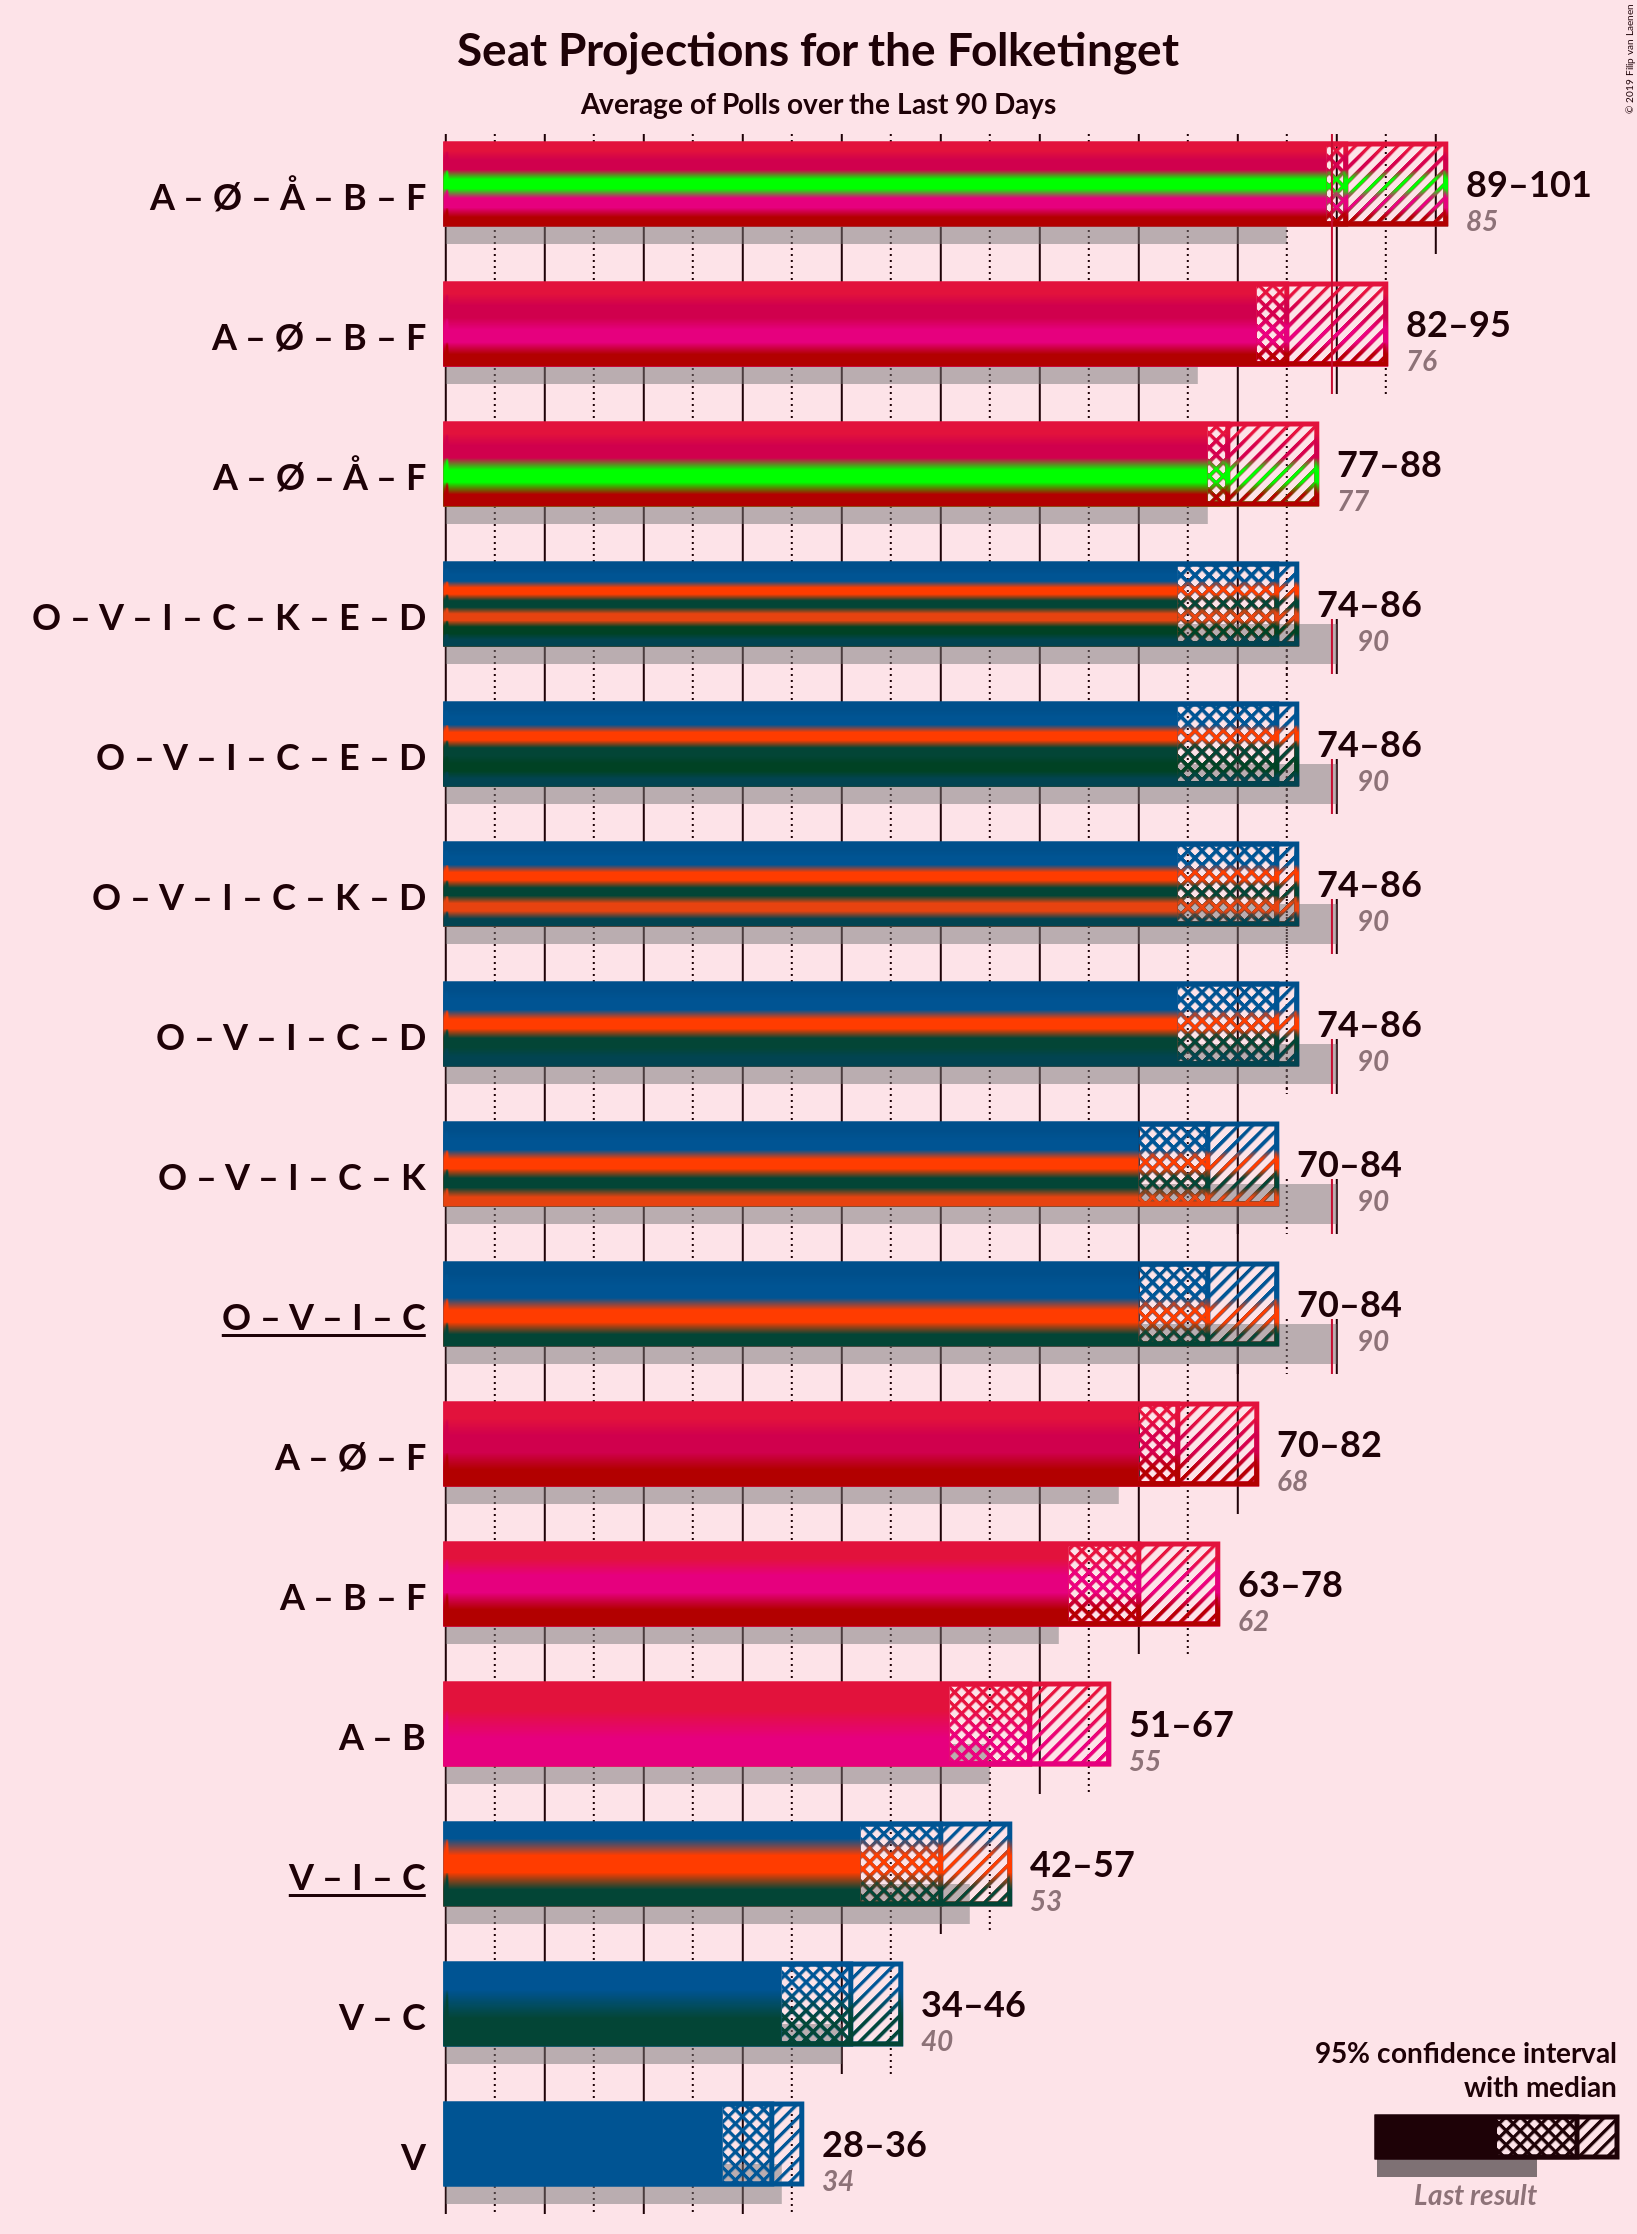 Seat Projections for the Folketinget
Average of Polls over the Last 90 Days
© 2019 Filip van Laenen
A – Ø – Å – B – F
89–101
85
A – Ø – B – F
82–95
76
A – Ø – Å – F
77–88
77
O – V – I – C – K – E – D
74–86
90
O – V – I – C – E – D
74–86
90
O – V – I – C – K – D
74–86
90
O – V – I – C – D
74–86
90
O – V – I – C – K
70–84
90
O – V – I – C
70–84
90
A – Ø – F
70–82
68
A – B – F
63–78
62
A – B
51–67
55
V – I – C
42–57
53
V – C
34–46
40
V
28–36
34
95% confidence interval
with median
Last result